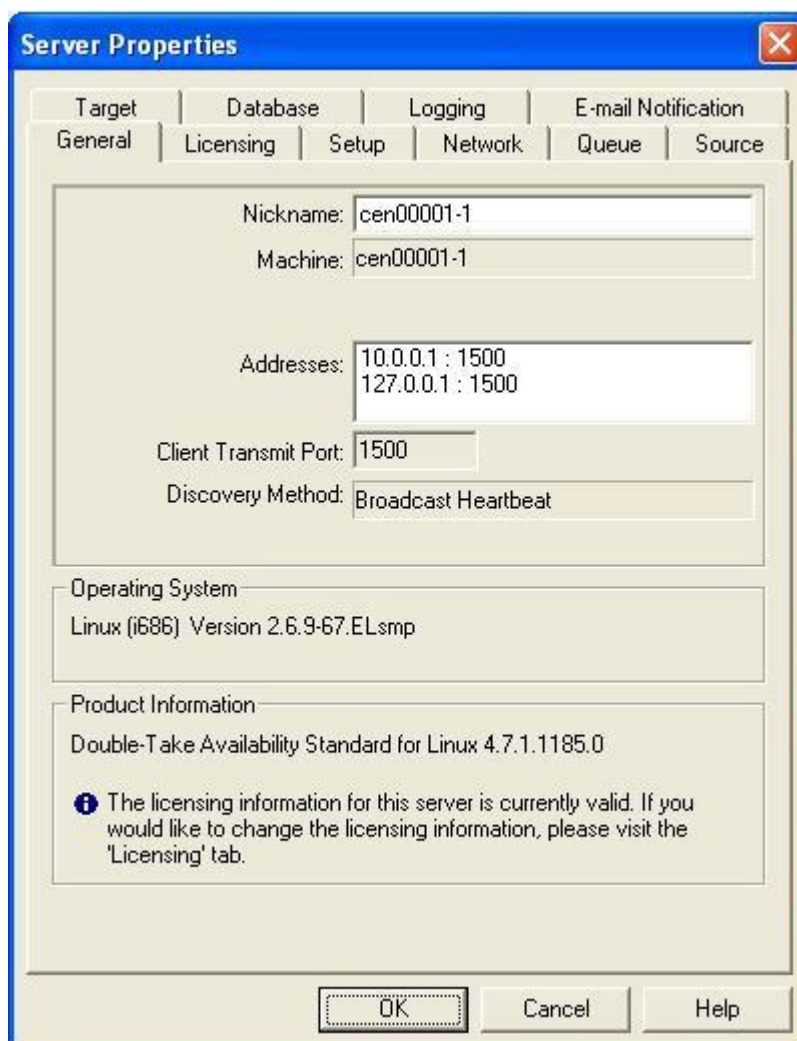 Server Properties
Target Database Logging E-mail Notification
General Licensing Setup Network Queue Source
Nickname: cen00001-1
Machine: cen00001-1
Addresses: 10.0.0.1 : 1500
127.0.0.1 : 1500
Client Transmit Port: 1500
Discovery Method: Broadcast Heartbeat
Operating System
Linux (i686) Version 2.6.9-67.ELsmp
Product Information
Double-Take Availability Standard for Linux 4.7.1.1185.0
The licensing information for this server is currently valid. If you
would like to change the licensing information, please visit the
'Licensing' tab.
OK Cancel Help